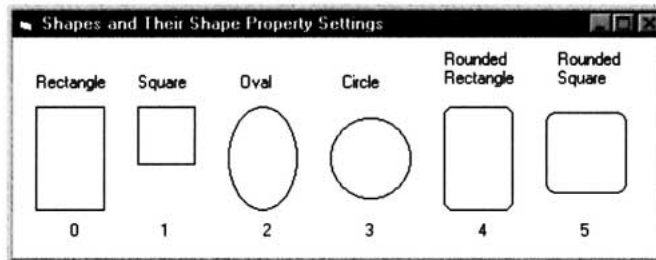 Shapes and Their Shape Property Settings
Rectangle Square Oval Circle Rounded Rectangle Rounded Square
0 1 2 3 4 5